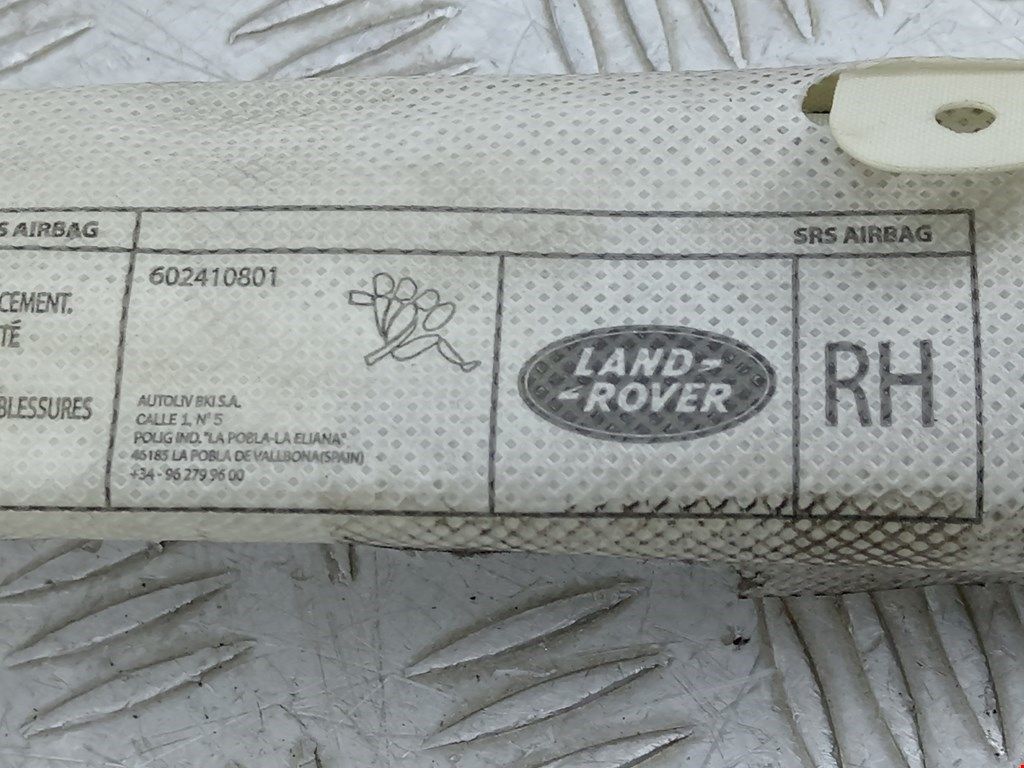 S AIRBAG
CEMENT.
TÉ
BLESSURES
SRS AIRBAG
602410801
AUTOLIV BKI S.A.
CALLE 1, Nº 5
POLIG IND. "LA POBLA-LA ELIANA"
46185 LA POBLA DE VALLBONA(SPAIN)
+34 - 96 279 96 00
LAND-
-ROVER
RH